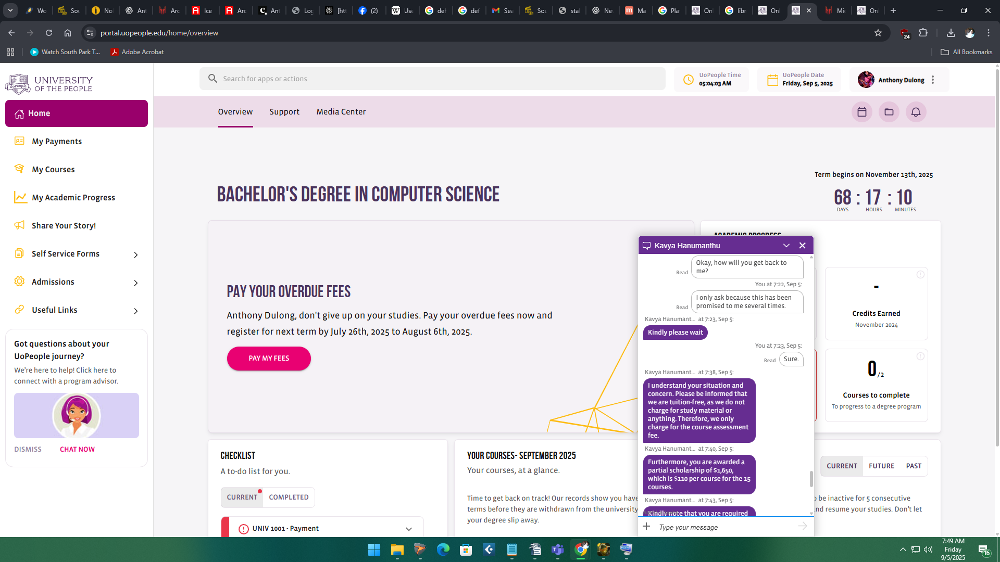 Wo
Sou
No
Ant
Arc
Ice
Arc
Ant
Log
[ht
(2)
Use
del
def
Sea
Sou
stal
Nev
Ma
Pla
On
libr
On
Mi
On
portal.uopeople.edu/home/overview
24
Watch South Park T...
Adobe Acrobat
All Bookmarks
UoPeople
UNIVERSITY
OF THE PEOPLE
Search for apps or actions
UoPeople Time
05:04:03 AM
UoPeople Date
Friday, Sep 5, 2025
Anthony Dulong
Home
My Payments
My Courses
My Academic Progress
Share Your Story!
Self Service Forms
Admissions
Useful Links
Got questions about your
UoPeople journey?
We're here to help! Click here to
connect with a program advisor.
DISMISS
CHAT NOW
Overview
Support
Media Center
Term begins on November 13th, 2025
BACHELOR'S DEGREE IN COMPUTER SCIENCE
68 : 17 : 10
DAYS HOURS MINUTES
PAY YOUR OVERDUE FEES
Anthony Dulong, don't give up on your studies. Pay your overdue fees now and
register for next term by July 26th, 2025 to August 6th, 2025.
PAY MY FEES
ACADEMIC PROGRESS
-
Credits Earned
November 2024
0/2
Courses to complete
To progress to a degree program
Kavya Hanumanthu
Okay, how will you get back to
me?
Read
You at 7:22, Sep 5:
I only ask because this has been
promised to me several times.
Read
Kavya Hanumant... at 7:23, Sep 5:
Kindly please wait
You at 7:23, Sep 5:
Read
Sure.
Kavya Hanumant... at 7:38, Sep 5:
I understand your situation and
concern. Please be informed that
we are tuition-free, as we do not
charge for study material or
anything. Therefore, we only
charge for the course assessment
fee.
Kavya Hanumant... at 7:40, Sep 5:
Furthermore, you are awarded a
partial scholarship of $1,650,
which is $110 per course for the 15
courses.
Kavya Hanumant... at 7:43, Sep 5:
Kindly note that you are required
Type your message
CHECKLIST
A to-do list for you.
CURRENT
COMPLETED
UNIV 1001 - Payment
YOUR COURSES- SEPTEMBER 2025
Your courses, at a glance.
CURRENT
FUTURE
PAST
Time to get back on track! Our records show you have
o be inactive for 5 consecutive
terms before they are withdrawn from the university
nd resume your studies. Don't let
your degree slip away.
7:49 AM
Friday
9/5/2025
16